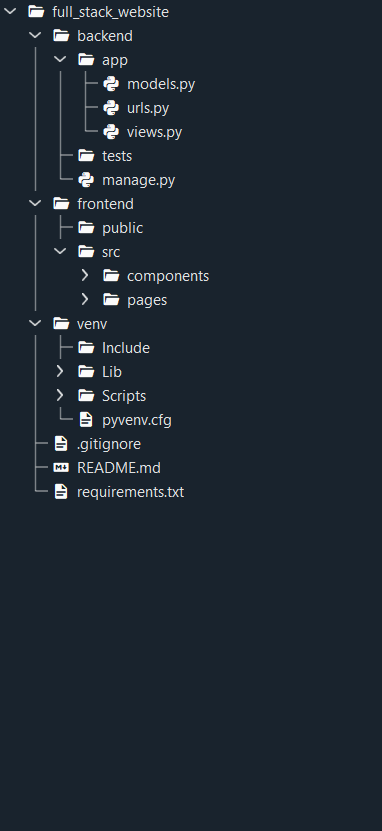 full_stack_website
backend
app
models.py
urls.py
views.py
tests
manage.py
frontend
public
src
components
pages
venv
Include
Lib
Scripts
pyvenv.cfg
.gitignore
README.md
requirements.txt